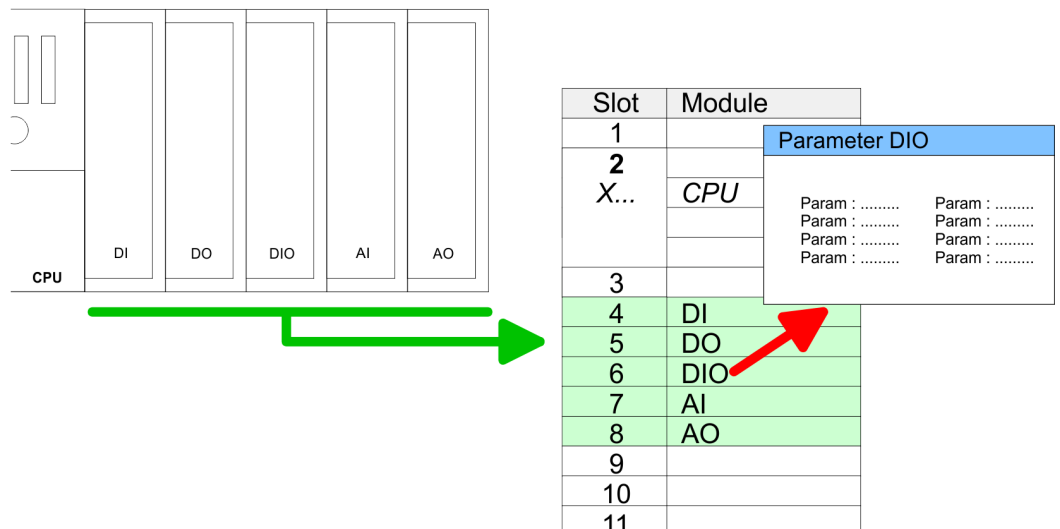 CPU
DI
DO
DIO
AI
AO
Slot Module
1
2
X... CPU
3
4 DI
5 DO
6 DIO
7 AI
8 AO
9
10
11
Parameter DIO
Param : ......... Param : .........
Param : ......... Param : .........
Param : ......... Param : .........
Param : ......... Param : .........